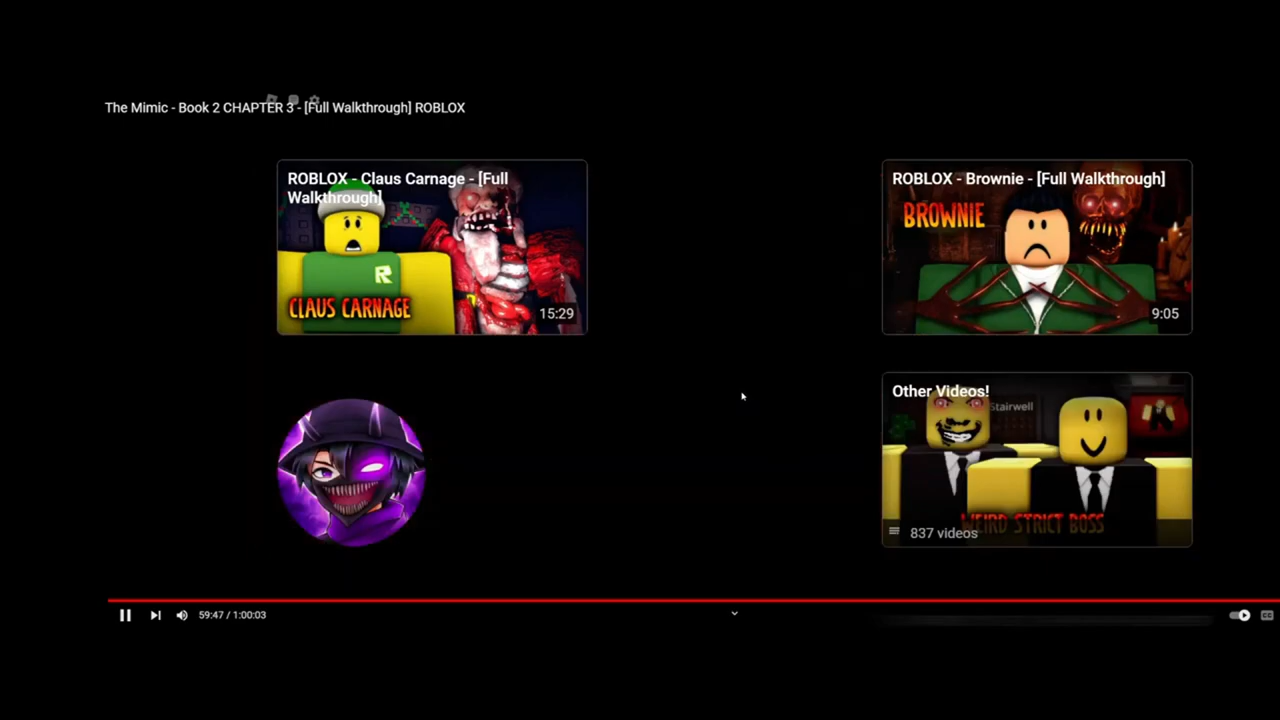 The Mimic - Book 2 CHAPTER 3 - [Full Walkthrough] ROBLOX
ROBLOX - Claus Carnage - [Full
Walkthrough]
CLAUS CARNAGE
15:29
ROBLOX - Brownie - [Full Walkthrough]
BROWNIE
9:05
Other Videos!
Stairwell
WEIRD STRICT BOSS
837 videos
59:47 / 1:00:03
CC